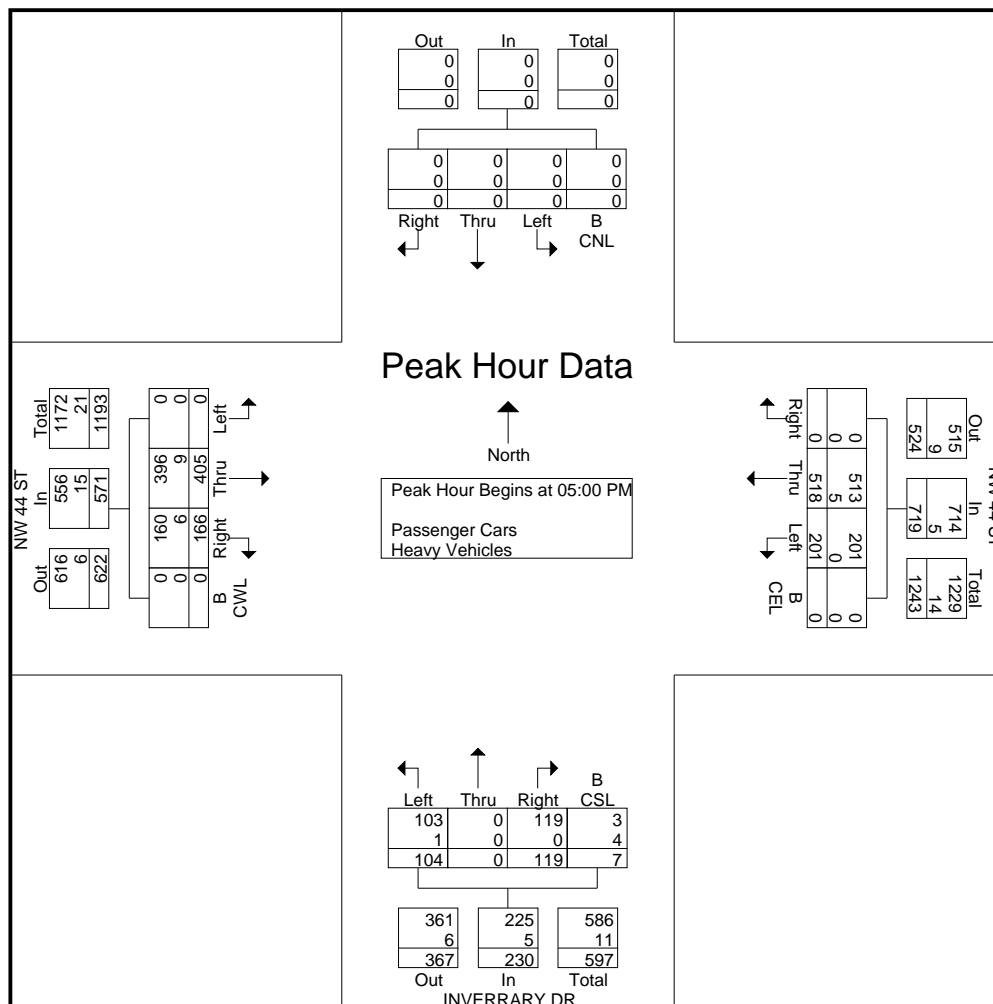 Out In Total
0 0 0
0 0 0
0 0 0
0 0 0 0
0 0 0 0
0 0 0 0
Right Thru Left B
CNL
Peak Hour Data
North
Peak Hour Begins at 05:00 PM
Passenger Cars
Heavy Vehicles
NW 44 ST
Out In Total
616 556 1172
6 15 21
622 571 1193
B
CWL Right Thru Left
0 160 396 0
0 6 9 0
0 166 405 0
NW 44 ST
Out In Total
515 714 1229
9 5 14
524 719 1243
Right Thru Left B
CEL
0 513 201 0
0 5 0 0
0 518 201 0
B
Left Thru Right CSL
103 0 119 3
1 0 0 4
104 0 119 7
361 225 586
6 5 11
367 230 597
Out In Total
INVERRARY DR